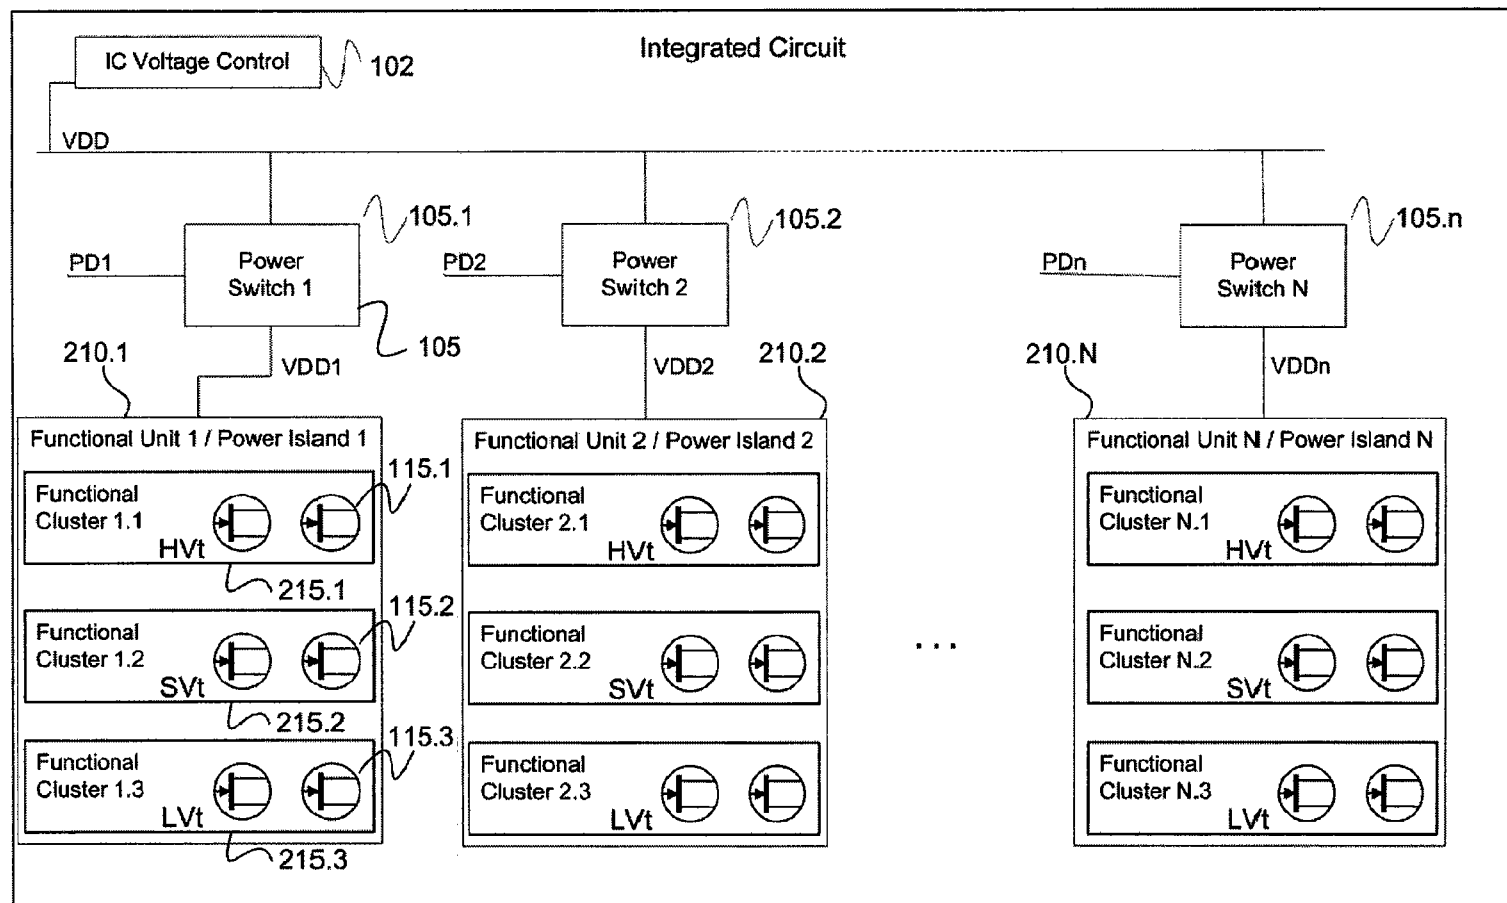 Integrated Circuit
IC Voltage Control
102
VDD
105.1
105.2
105.n
PD1
Power
Switch 1
PD2
Power
Switch 2
PDn
Power
Switch N
105
210.1
VDD1
VDD2
210.2
210.N
VDDn
Functional Unit 1 / Power Island 1
Functional
Cluster 1.1
HVt
115.1
215.1
Functional
Cluster 1.2
SVt
115.2
215.2
Functional
Cluster 1.3
LVt
115.3
215.3
Functional Unit 2 / Power Island 2
Functional
Cluster 2.1
HVt
Functional
Cluster 2.2
SVt
Functional
Cluster 2.3
LVt
...
Functional Unit N / Power Island N
Functional
Cluster N.1
HVt
Functional
Cluster N.2
SVt
Functional
Cluster N.3
LVt